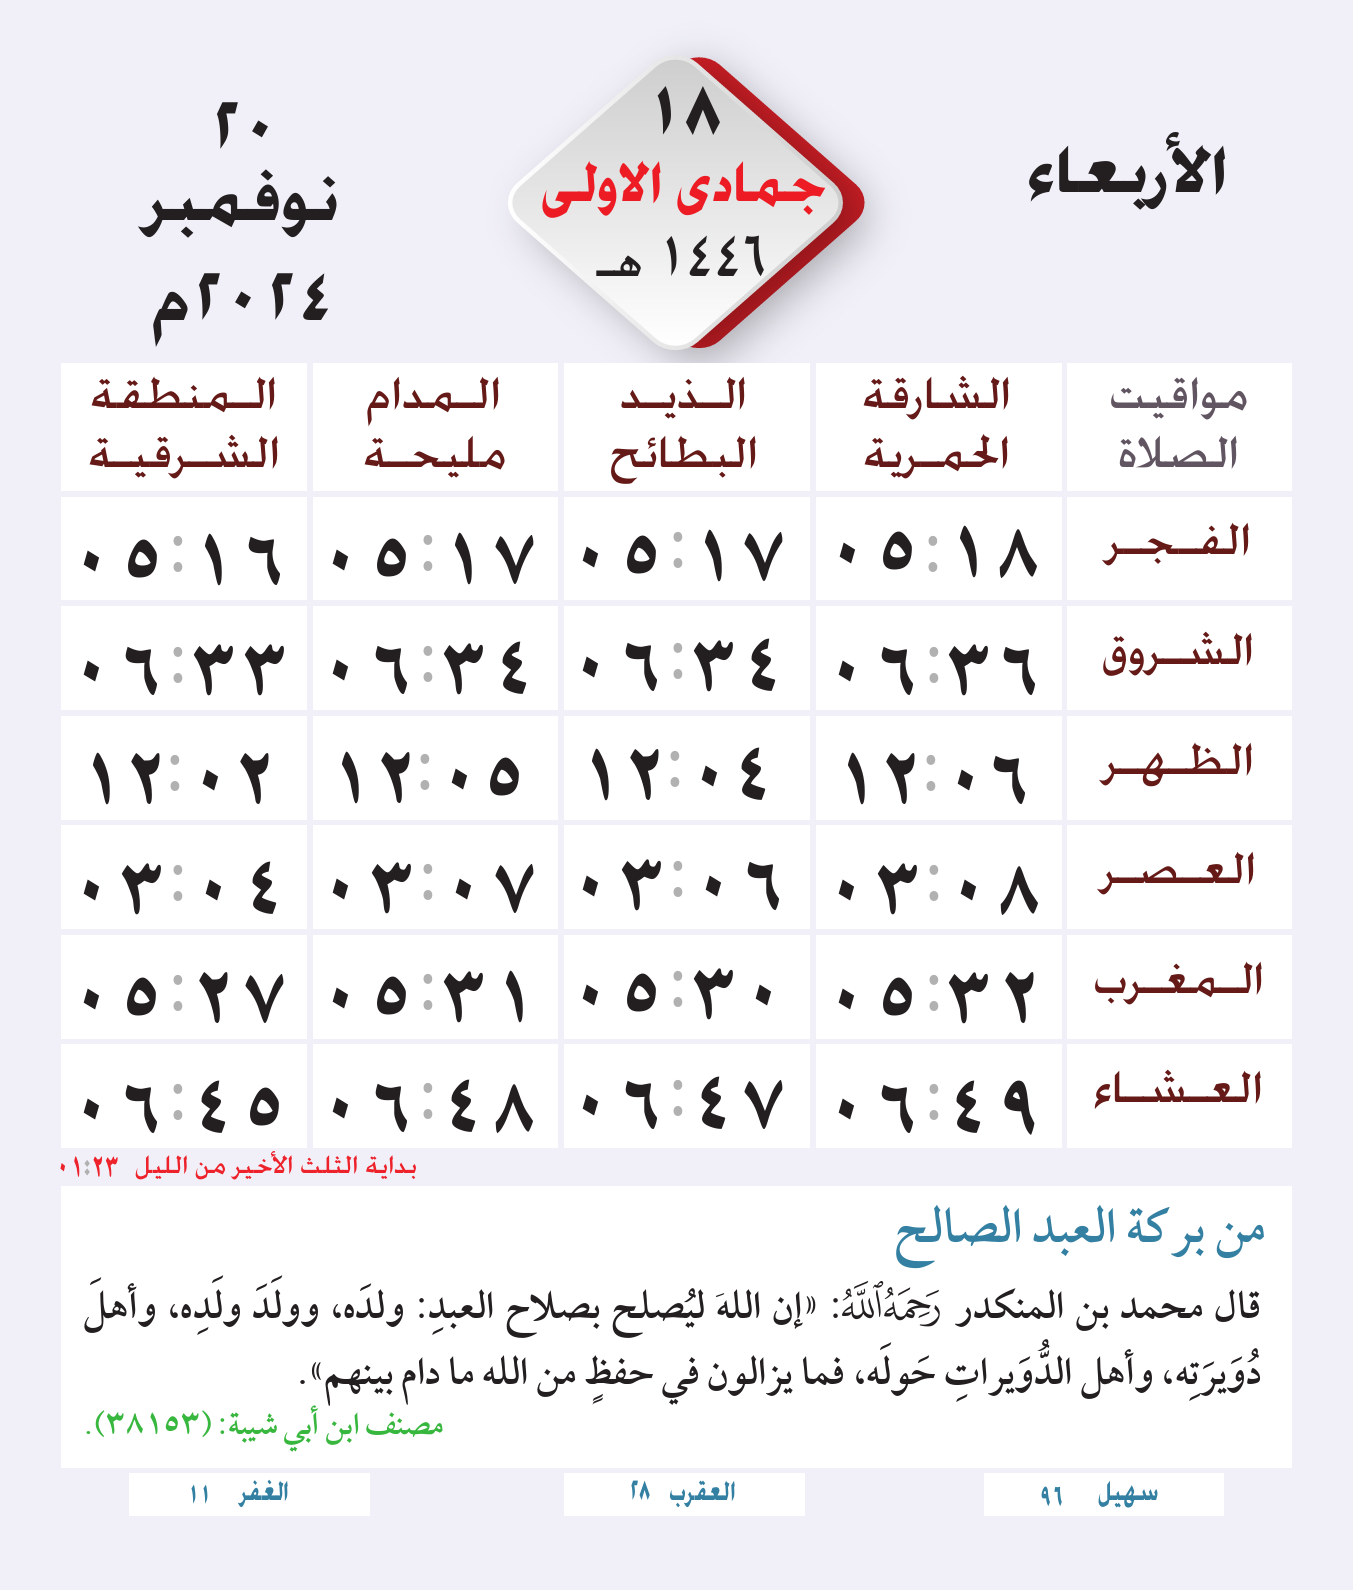 الأربعاء
١٨
جمادى الاولى
١٤٤٦ هـ
٢٠
نوفمبر
٢٠٢٤م
مواقيت الصلاة
الشارقة الحمرية
الذيد البطائح
المدام مليحة
المنطقة الشرقية
الفجر ٠٥:١٨ ٠٥:١٧ ٠٥:١٧ ٠٥:١٦
الشروق ٠٦:٣٦ ٠٦:٣٤ ٠٦:٣٤ ٠٦:٣٣
الظهر ١٢:٠٦ ١٢:٠٤ ١٢:٠٥ ١٢:٠٢
العصر ٠٣:٠٨ ٠٣:٠٦ ٠٣:٠٧ ٠٣:٠٤
المغرب ٠٥:٣٢ ٠٥:٣٠ ٠٥:٣١ ٠٥:٢٧
العشاء ٠٦:٤٩ ٠٦:٤٧ ٠٦:٤٨ ٠٦:٤٥
بداية الثلث الأخير من الليل ٠١:٢٣
من بركة العبد الصالح
قال محمد بن المنكدر رَحِمَهُ ٱللَّهُ: «إن اللهَ ليُصلح بصلاح العبدِ: ولدَه، وولَدَ ولَدِه، وأهلَ
دُوَيرَتِه، وأهل الدُّوَيراتِ حَولَه، فما يزالون في حفظٍ من الله ما دام بينهم».
مصنف ابن أبي شيبة: (٣٨١٥٣).
سهيل ٩٦
العقرب ٢٨
الغفر ١١